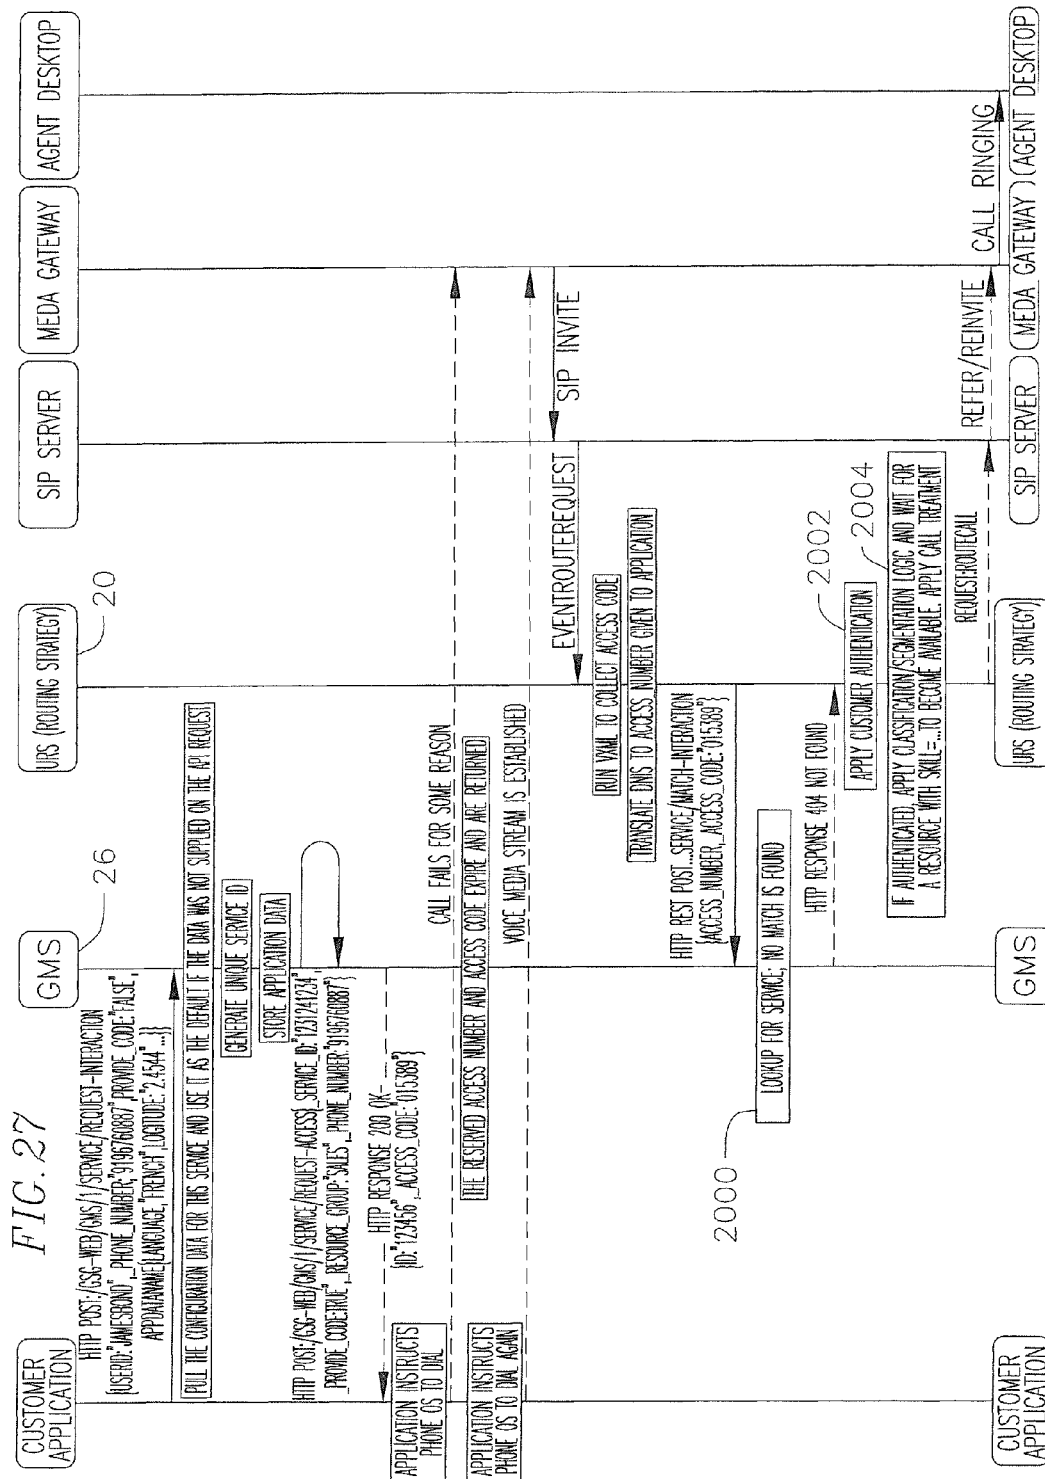 FIG.27
CUSTOMER
APPLICATION
GMS
26
URS (ROUTING STRATEGY)
20
SIP SERVER
MEDA GATEWAY
AGENT DESKTOP
HTTP POST:/GSG-WEB/GMS/1/SERVICE/REQUEST-INTERACTION
{USERID:"JAMESBOND",_PHONE_NUMBER;"9196760887",PROVIDE_CODE:"FALSE",
APPDATANAME{LANGUAGE,"FRENCH",LOGITUDE:"2.4544"...}}
PULL THE CONFIGURATION DATA FOR THIS SERVICE AND USE IT AS THE DEFAULT IF THE DATA WAS NOT SUPPLIED ON THE API REQUEST
GENERATE UNIQUE SERVICE ID
STORE APPLICATION DATA
HTTP POST:/GSG-WEB/GMS/1/SERVICE/REQUEST-ACCESS{_SERVICE_ID:"1231241234",
_PROVIDE_CODE:TRUE",_RESOURCE_GROUP:"SALES",_PHONE_NUMBER:"9196760887"}
HTTP RESPONSE 200 OK-
{ID:"123456",_ACCESS_CODE:"015389"}
APPLICATION INSTRUCTS
PHONE OS TO DIAL
CALL FAILS FOR SOME REASON
THE RESERVED ACCESS NUMBER AND ACCESS CODE EXPIRE AND ARE RETURNED
APPLICATION INSTRUCTS
PHONE OS TO DIAL AGAIN
VOICE MEDIA STREAM IS ESTABLISHED
SIP INVITE
EVENTROUTEREQUEST
RUN VXML TO COLLECT ACCESS CODE
TRANSLATE DNIS TO ACCESS NUMBER GIVEN TO APPLICATION
HTTP REST POST...SERVICE/MATCH-INTERACTION
{ACCESS_NUMBER,_ACCESS_CODE:"015389"}
2000
LOOKUP FOR SERVICE; NO MATCH IS FOUND
HTTP RESPONSE 404 NOT FOUND
APPLY CUSTOMER AUTHENTICATION
2002
IF AUTHENTICATED, APPLY CLASSIFICATION/SEGMENTATION LOGIC AND WAIT FOR
A RESOURCE WITH SKILL=...TO BECOME AVAILABLE. APPLY CALL TREATMENT
2004
REQUEST:ROUTECALL
REFER/REINVITE
CALL RINGING
CUSTOMER
APPLICATION
GMS
URS (ROUTING STRATEGY)
SIP SERVER
MEDA GATEWAY
AGENT DESKTOP